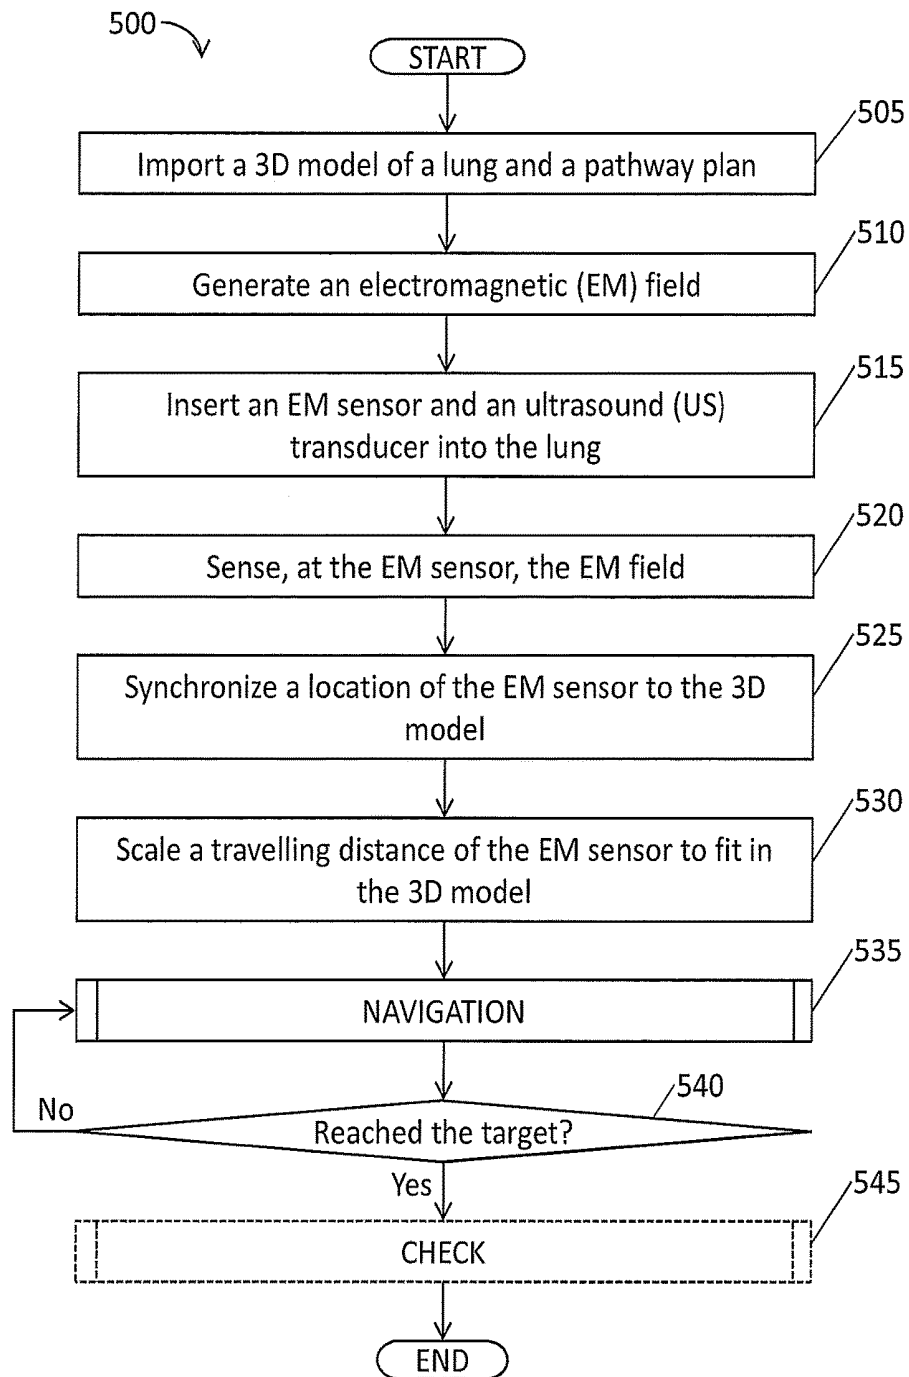 500
START
505
Import a 3D model of a lung and a pathway plan
510
Generate an electromagnetic (EM) field
515
Insert an EM sensor and an ultrasound (US)
transducer into the lung
520
Sense, at the EM sensor, the EM field
525
Synchronize a location of the EM sensor to the 3D
model
530
Scale a travelling distance of the EM sensor to fit in
the 3D model
535
NAVIGATION
540
No
Reached the target?
Yes
545
CHECK
END